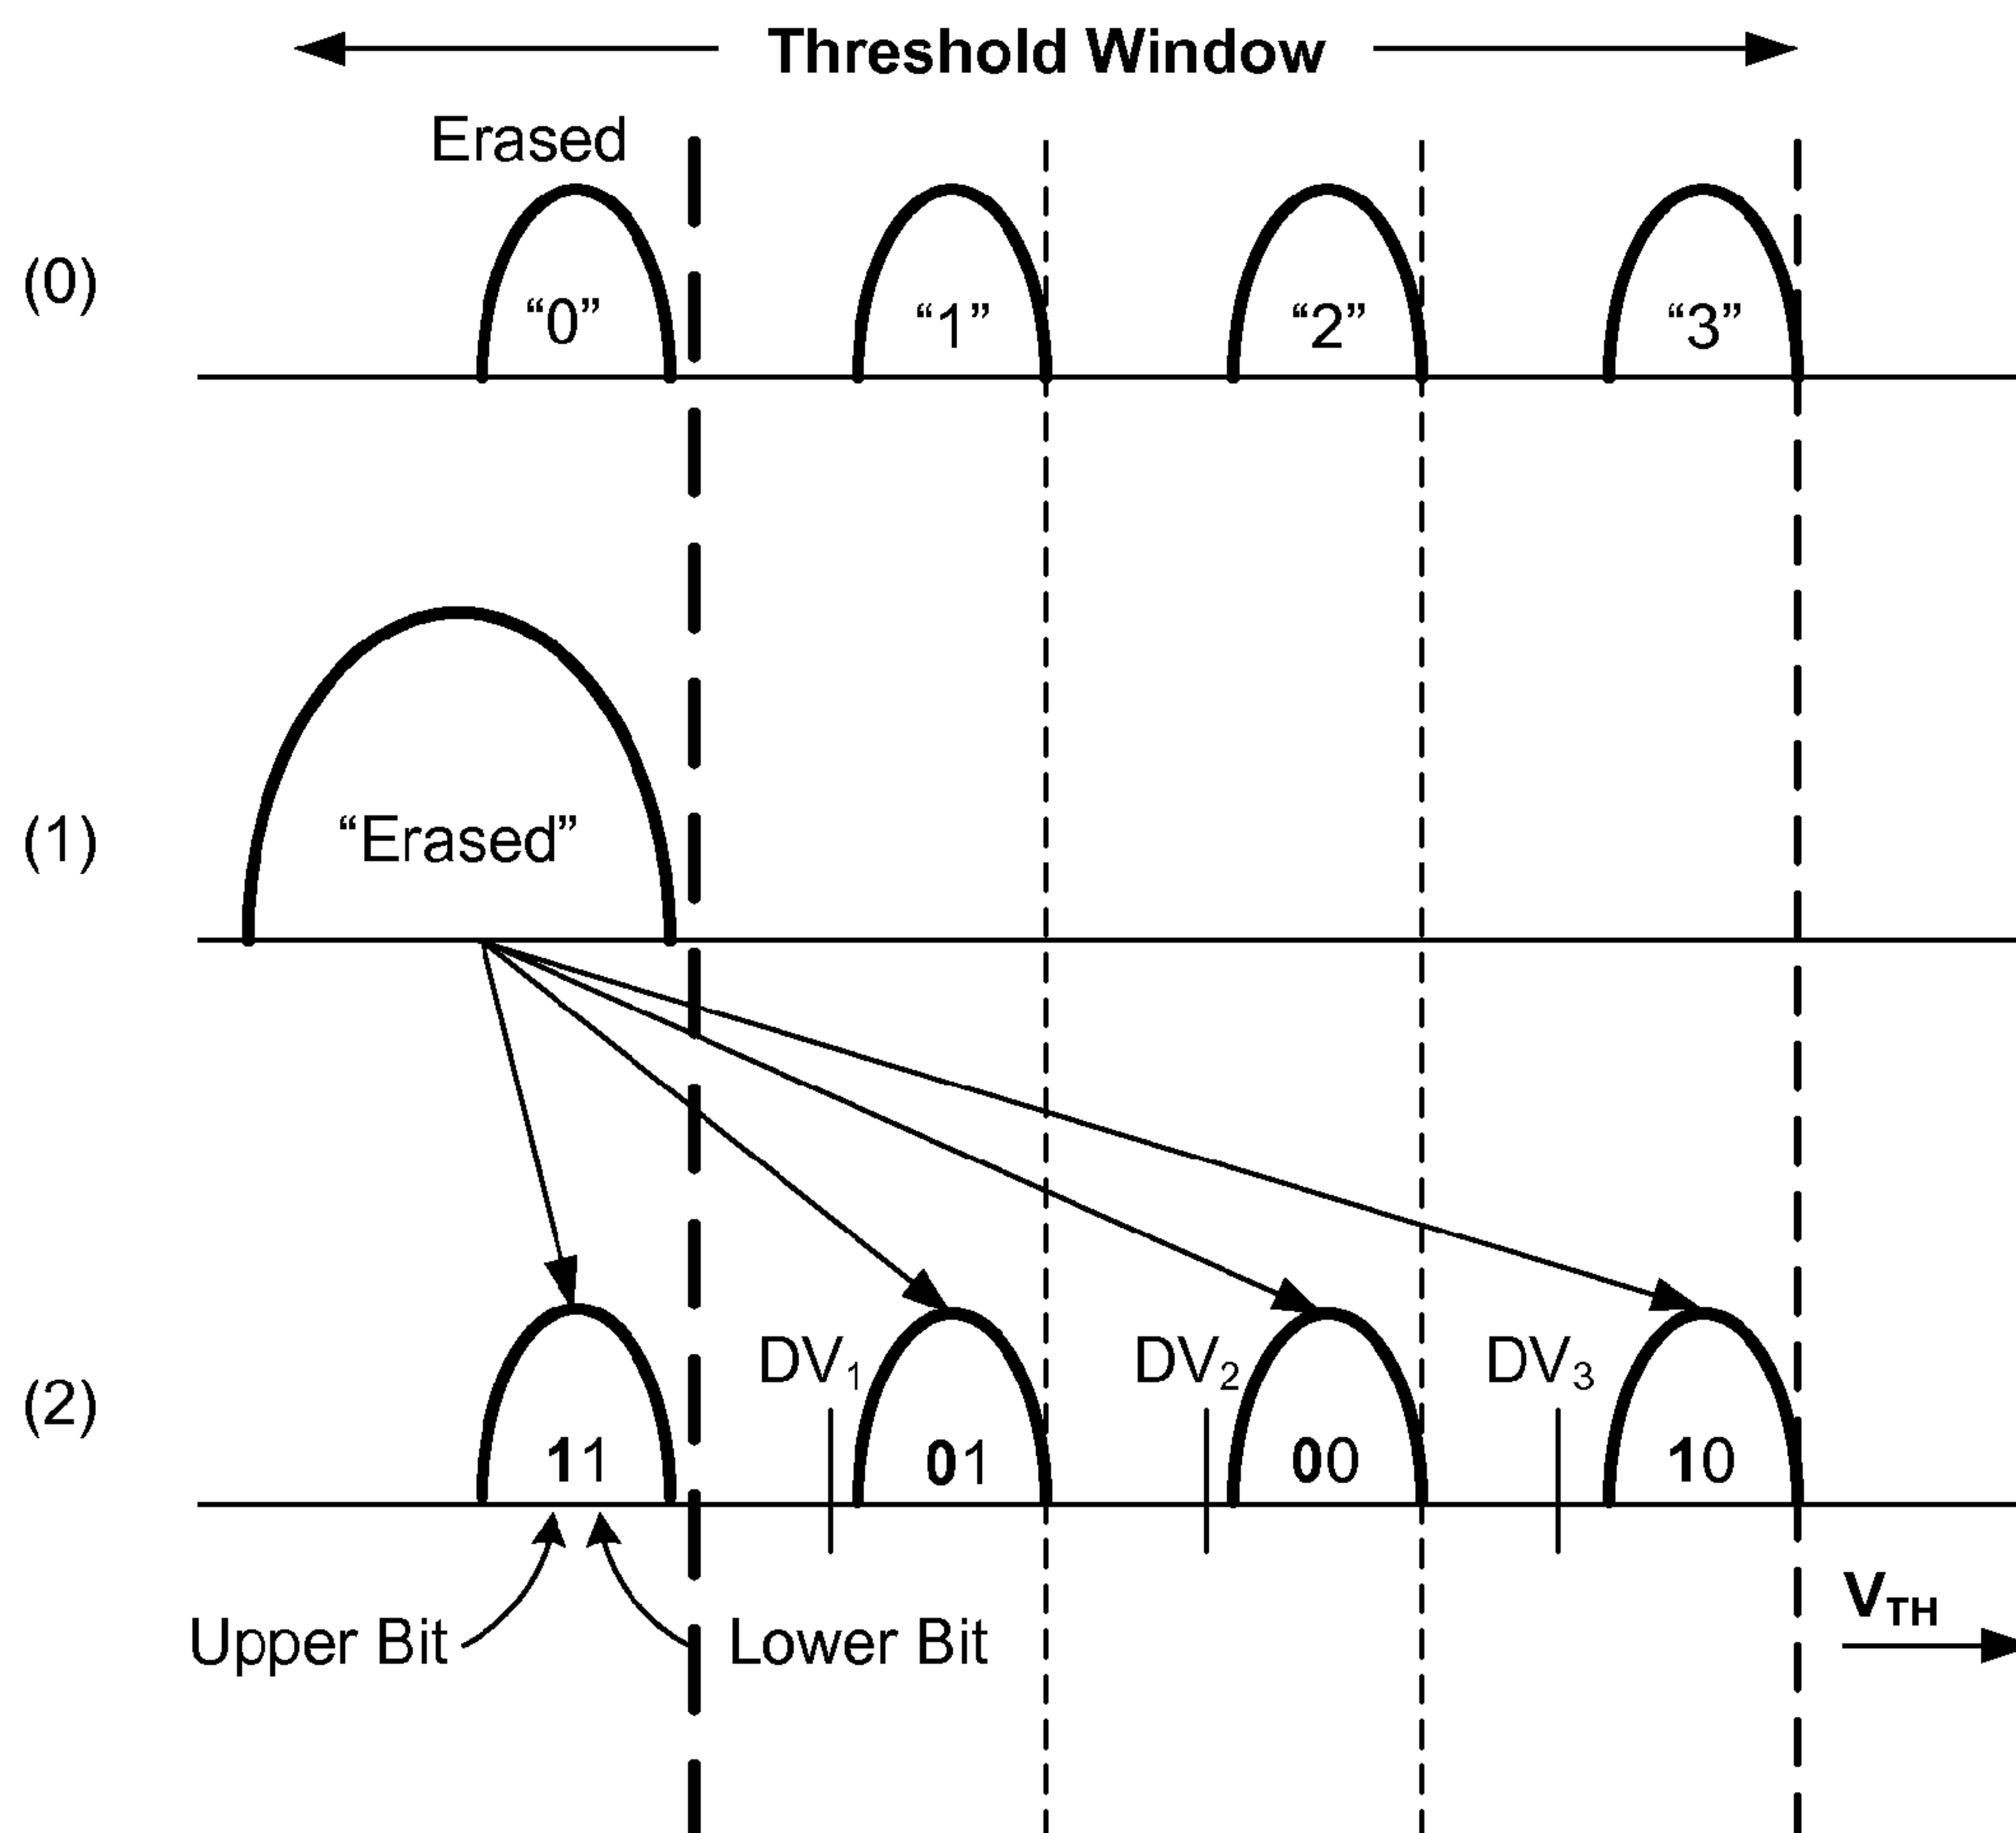 Threshold Window
Erased
(0)
“0” “1” “2” “3”
(1)
“Erased”
(2)
DV1 DV2 DV3
11 01 00 10
Upper Bit Lower Bit
VTH